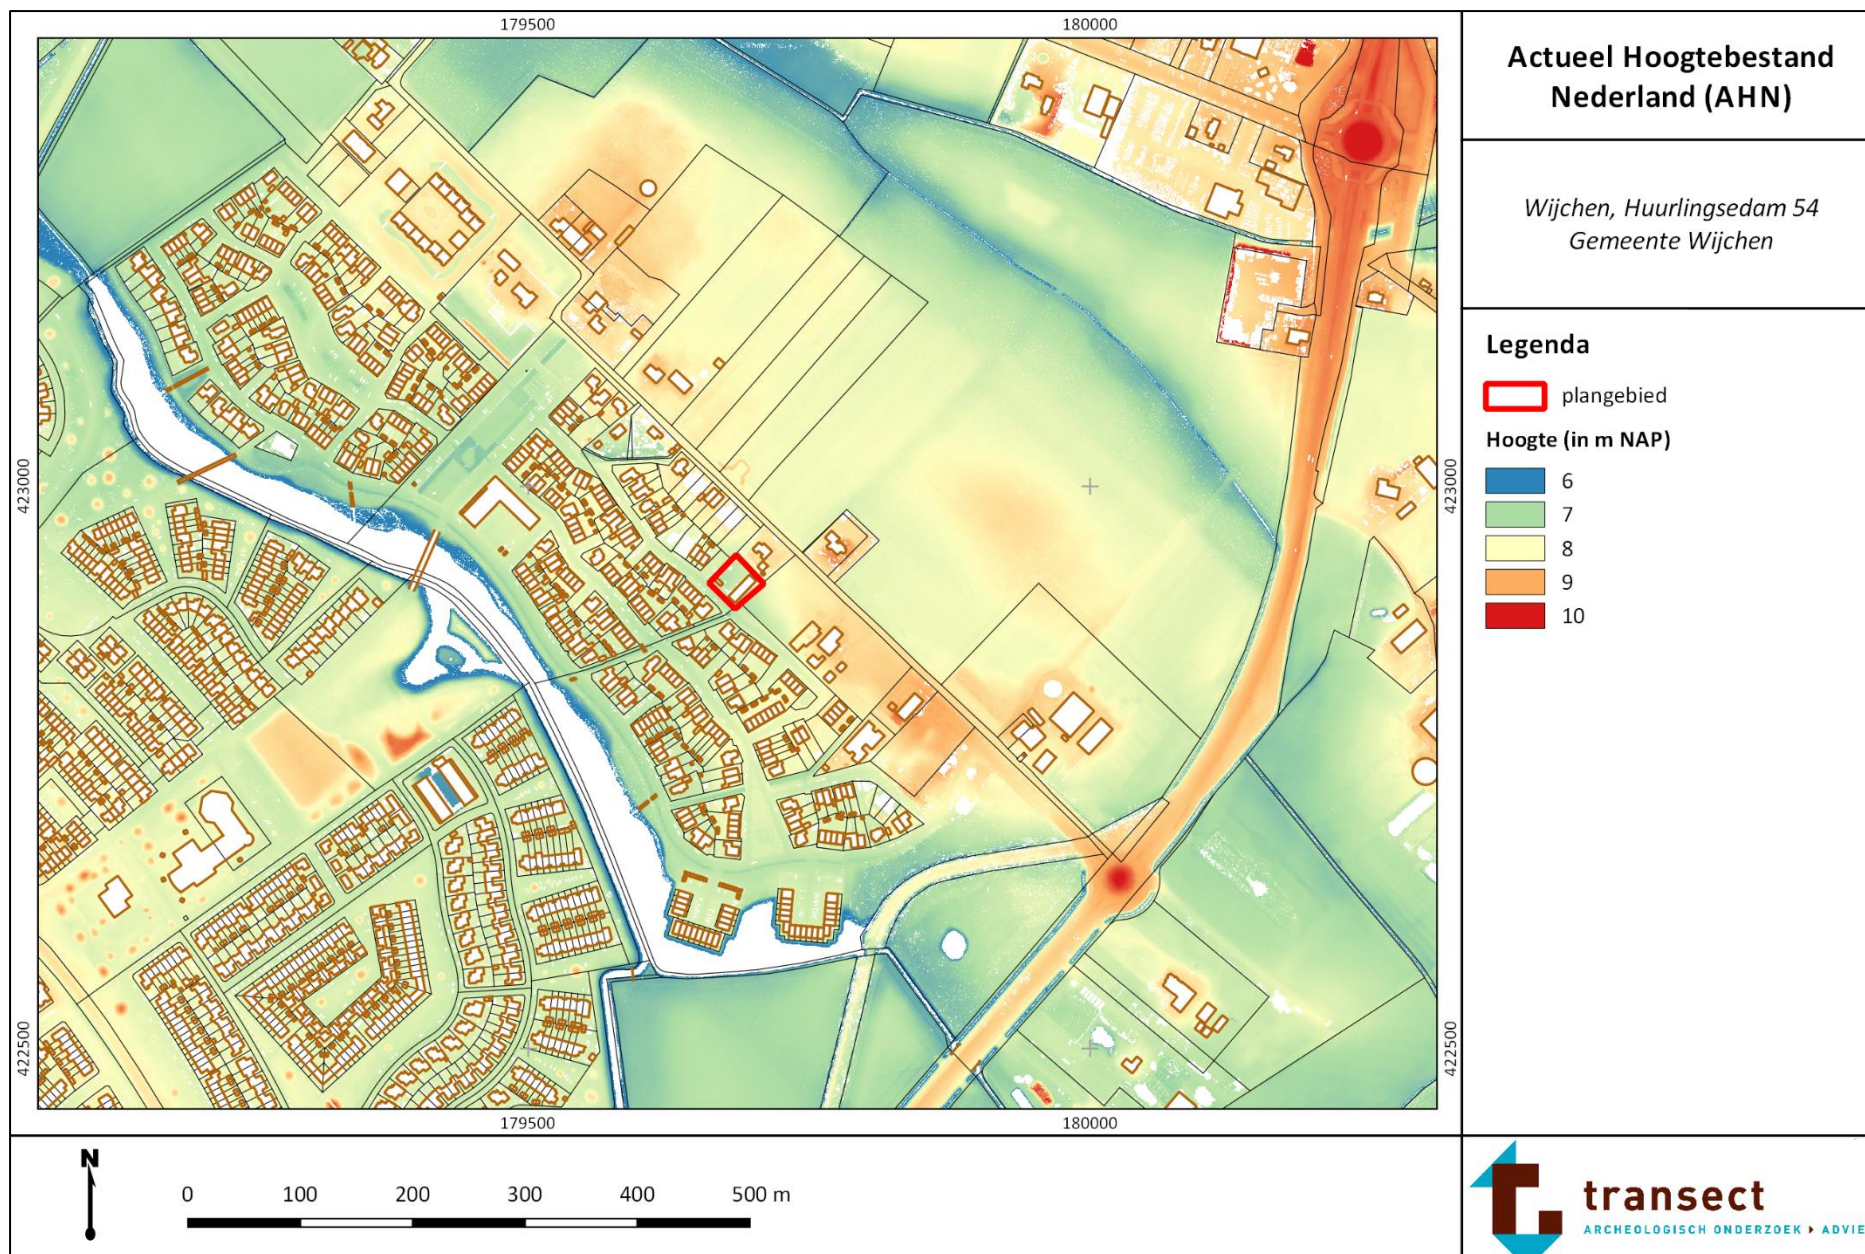 179500
180000
423000
422500
423000
422500
179500
180000
Actueel Hoogtebestand
Nederland (AHN)
Wijchen, Huurlingsedam 54
Gemeente Wijchen
Legenda
plangebied
Hoogte (in m NAP)
6
7
8
9
10
N
0 100 200 300 400 500 m
transect
ARCHEOLOGISCH ONDERZOEK ▸ ADVIE